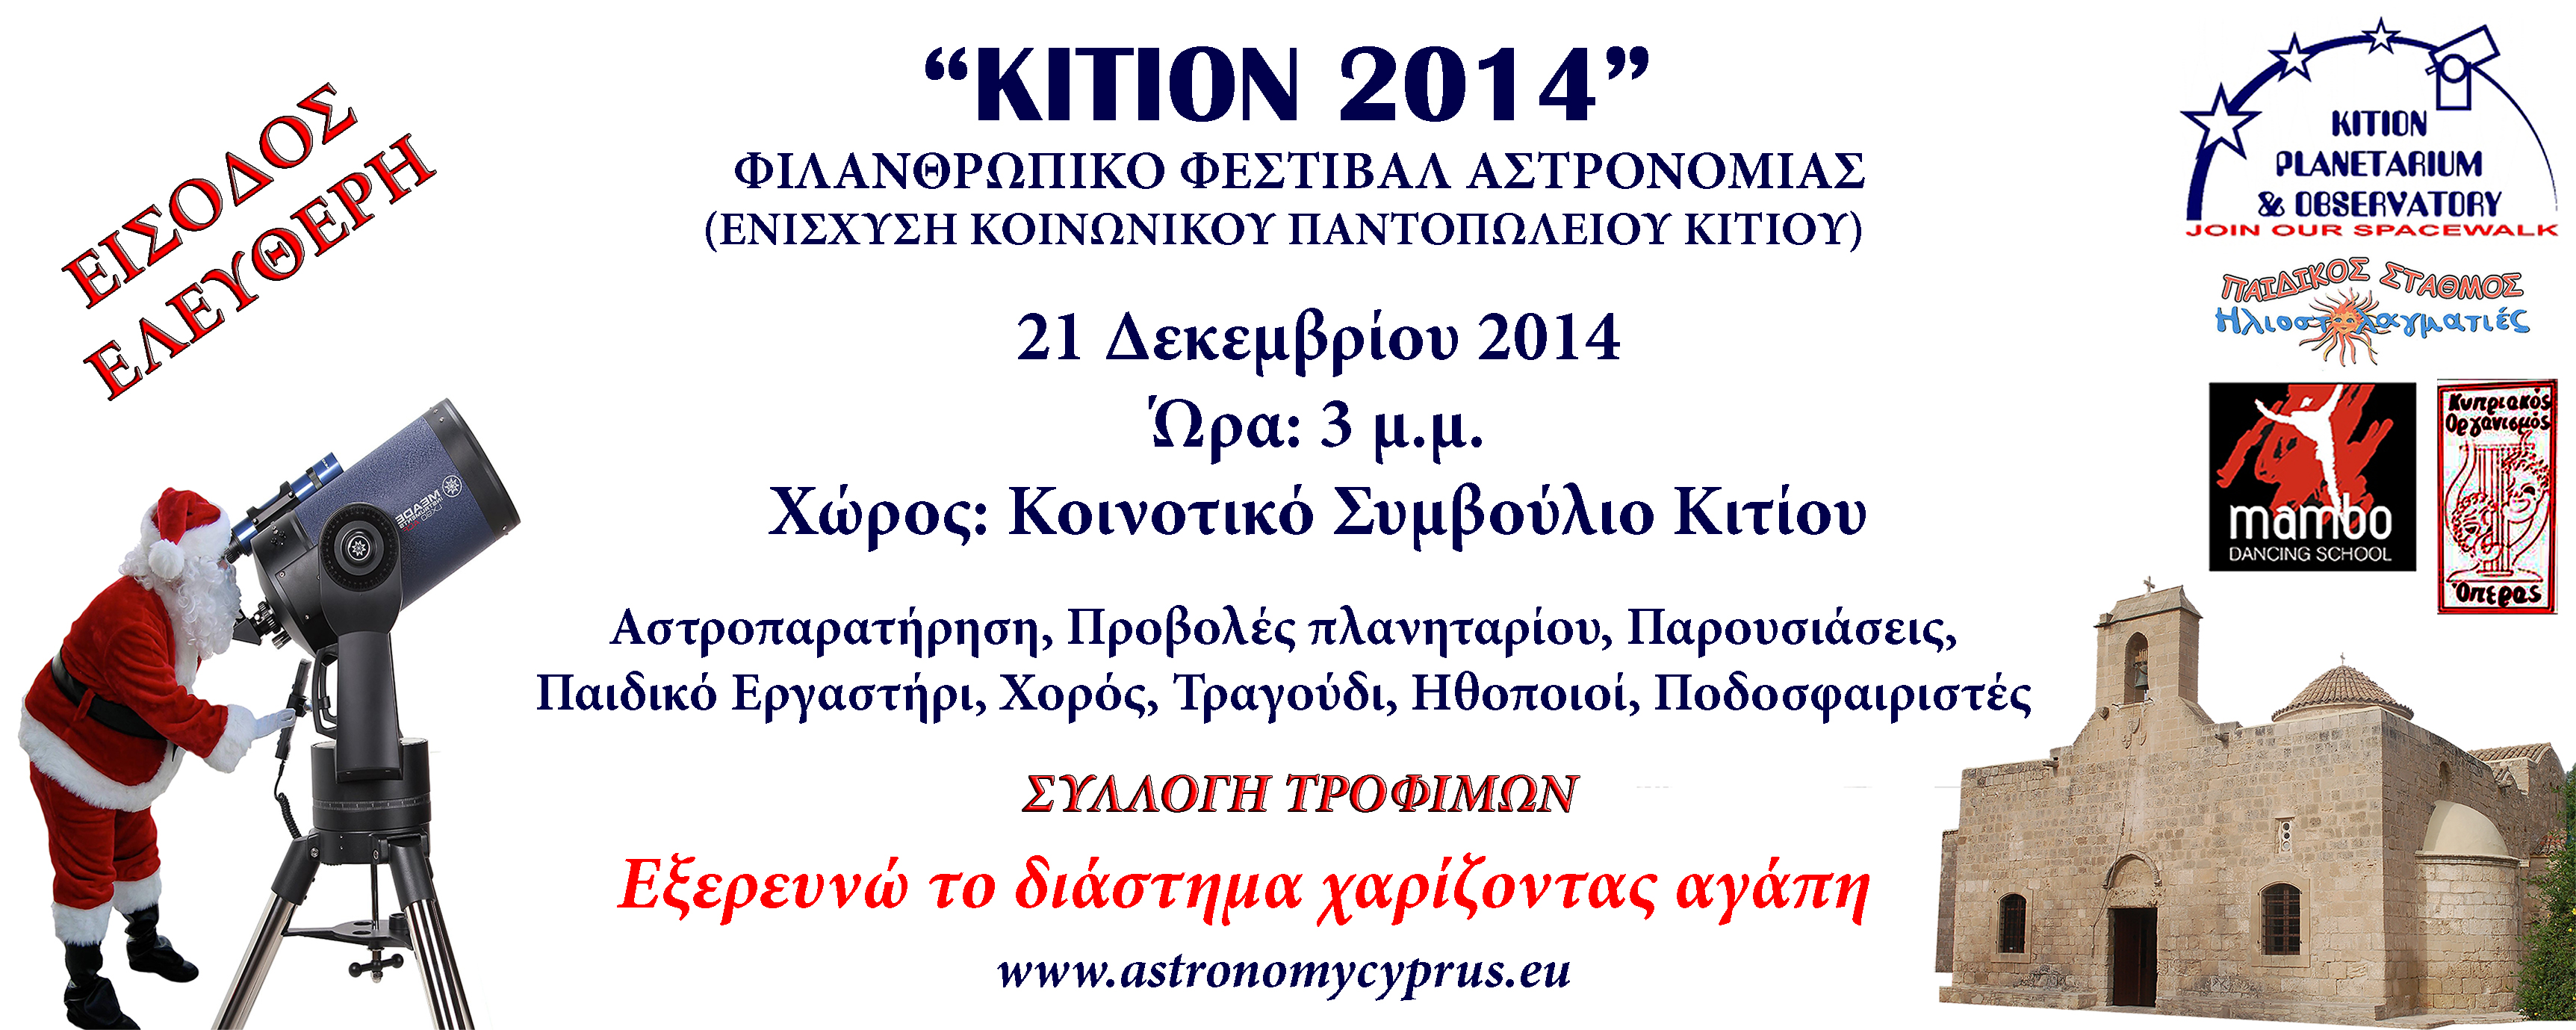 “ΚΙΤΙΟΝ 2014”
ΦΙΛΑΝΘΡΩΠΙΚΟ ΦΕΣΤΙΒΑΛ ΑΣΤΡΟΝΟΜΙΑΣ
(ΕΝΙΣΧΥΣΗ ΚΟΙΝΩΝΙΚΟΥ ΠΑΝΤΟΠΩΛΕΙΟΥ ΚΙΤΙΟΥ)
21 Δεκεμβρίου 2014
Ώρα: 3 μ.μ.
Χώρος: Κοινοτικό Συμβούλιο Κιτίου
Αστροπαρατήρηση, Προβολές πλανηταρίου, Παρουσιάσεις,
Παιδικό Εργαστήρι, Χορός, Τραγούδι, Ηθοποιοί, Ποδοσφαιριστές
ΣΥΛΛΟΓΗ ΤΡΟΦΙΜΩΝ
Εξερευνώ το διάστημα χαρίζοντας αγάπη
www.astronomycyprus.eu
ΕΙΣΟΔΟΣ
ΕΛΕΥΘΕΡΗ
MEADE
INSTRUMENTS
KITION
PLANETARIUM
& OBSERVATORY
JOIN OUR SPACEWALK
ΠΑΙΔΙΚΟΣ ΣΤΑΘΜΟΣ
Ηλιοσταλαγματιές
mambo
DANCING SCHOOL
Κυπριακός
Οργανισμός
Όπερας